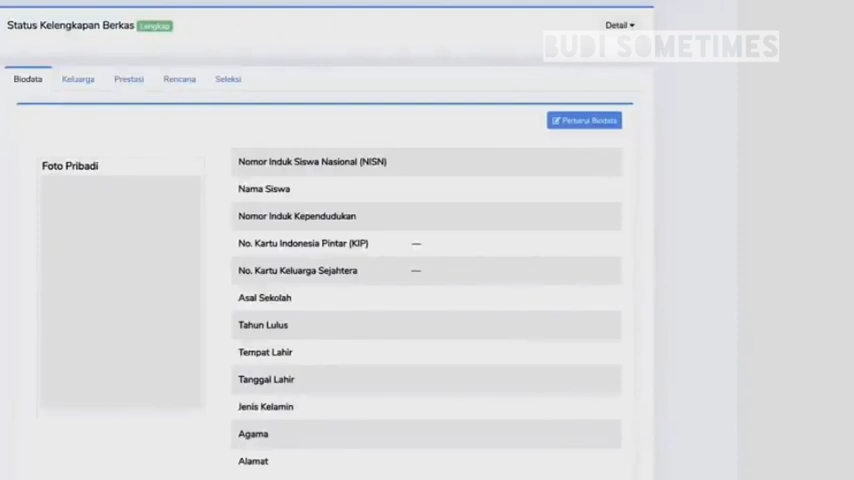 Status Kelengkapan Berkas Lengkap
Detail
BUDI SOMETIMES
Biodata Keluarga Prestasi Rencana Seleksi
Perbarui Biodata
Foto Pribadi
Nomor Induk Siswa Nasional (NISN)
Nama Siswa
Nomor Induk Kependudukan
No. Kartu Indonesia Pintar (KIP) —
No. Kartu Keluarga Sejahtera —
Asal Sekolah
Tahun Lulus
Tempat Lahir
Tanggal Lahir
Jenis Kelamin
Agama
Alamat